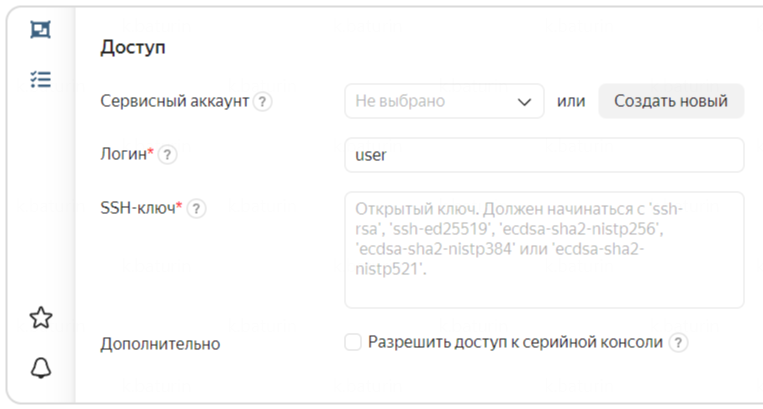 Доступ
Сервисный аккаунт ? Не выбрано или Создать новый
Логин* ? user
SSH-ключ* ? Открытый ключ. Должен начинаться с 'ssh-
rsa', 'ssh-ed25519', 'ecdsa-sha2-nistp256',
'ecdsa-sha2-nistp384' или 'ecdsa-sha2-
nistp521'.
Дополнительно Разрешить доступ к серийной консоли ?